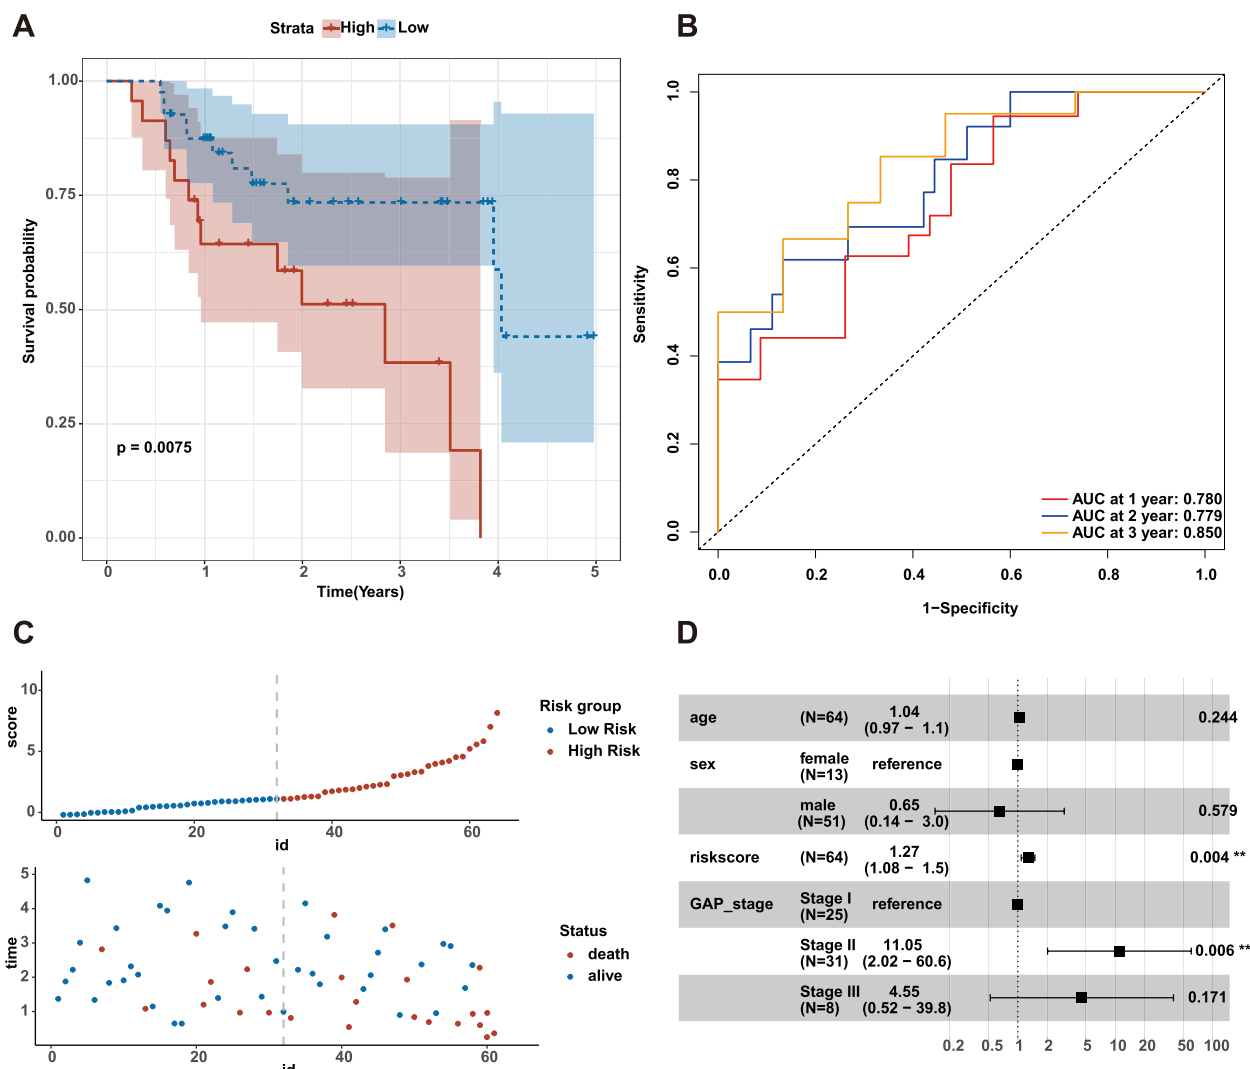 A
Strata High Low
1.00
0.75
0.50
0.25
0.00
Survival probability
p = 0.0075
0 1 2 3 4 5
Time(Years)
B
1.0
0.8
0.6
0.4
0.2
0.0
Sensitivity
AUC at 1 year: 0.780
AUC at 2 year: 0.779
AUC at 3 year: 0.850
0.0 0.2 0.4 0.6 0.8 1.0
1−Specificity
C
10
5
0
score
0 20 40 60
id
Risk group
Low Risk
High Risk
5
4
3
2
1
time
0 20 40 60
id
Status
death
alive
D
age (N=64) 1.04 0.244
(0.97 − 1.1)
sex female reference
(N=13)
male 0.65 0.579
(N=51) (0.14 − 3.0)
riskscore (N=64) 1.27 0.004 **
(1.08 − 1.5)
GAP_stage Stage I reference
(N=25)
Stage II 11.05 0.006 **
(N=31) (2.02 − 60.6)
Stage III 4.55 0.171
(N=8) (0.52 − 39.8)
0.2 0.5 1 2 5 10 20 50 100